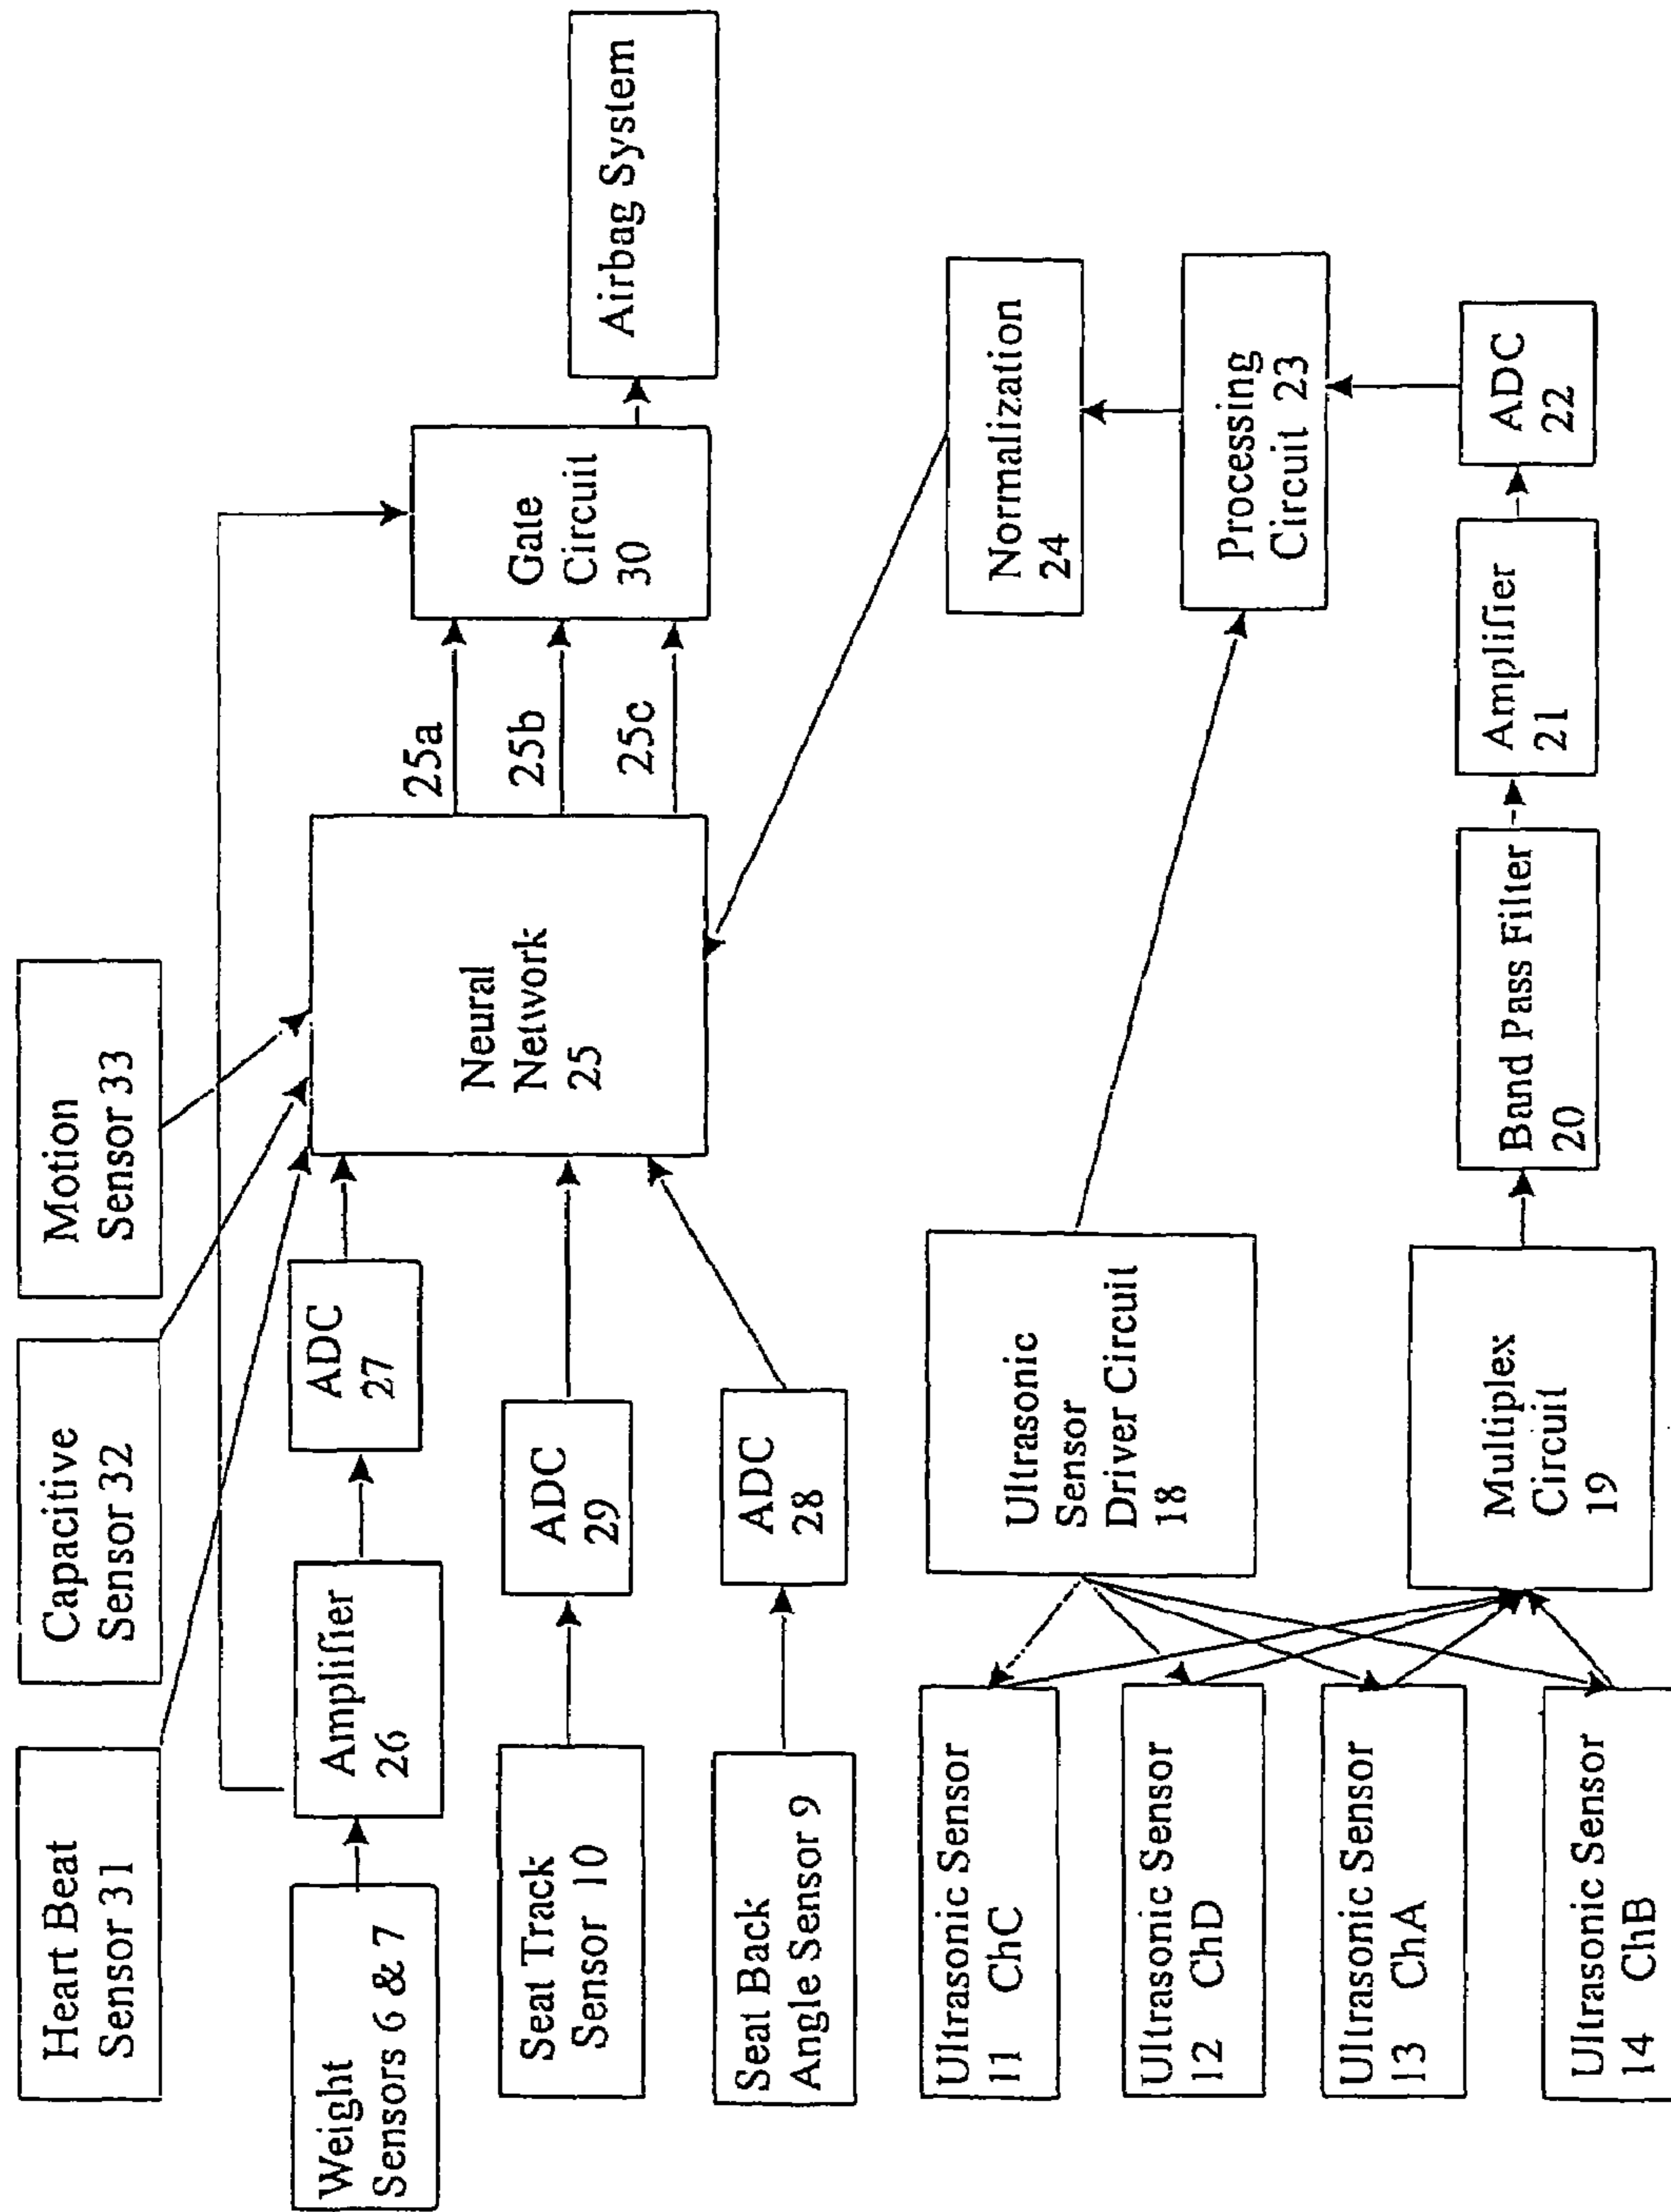 Heart Beat
Sensor 31
Capacitive
Sensor 32
Motion
Sensor 33
Weight
Sensors 6 & 7
Amplifier
26
ADC
27
Seat Track
Sensor 10
ADC
29
Seat Back
Angle Sensor 9
ADC
28
Neural
Network
25
25a
25b
25c
Gate
Circuit
30
Airbag System
Ultrasonic Sensor
11 ChC
Ultrasonic Sensor
12 ChD
Ultrasonic Sensor
13 ChA
Ultrasonic Sensor
14 ChB
Ultrasonic
Sensor
Driver Circuit
18
Multiplex
Circuit
19
Band Pass Filter
20
Amplifier
21
ADC
22
Processing
Circuit 23
Normalization
24